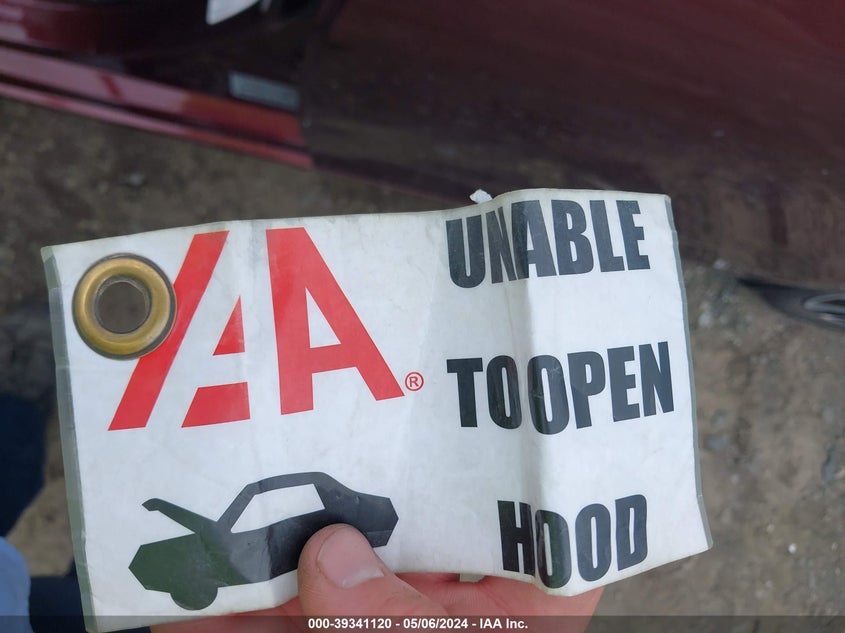 IAA®
UNABLE
TO OPEN
HOOD
000-39341120 - 05/06/2024 - IAA Inc.